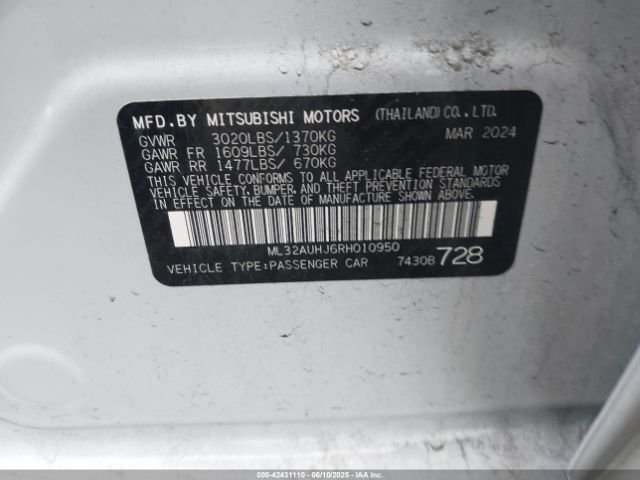 MFD.BY MITSUBISHI MOTORS (THAILAND) CO., LTD.
GVWR 3020LBS/1370KG MAR 2024
GAWR FR 1609LBS/ 730KG
GAWR RR 1477LBS/ 670KG
THIS VEHICLE CONFORMS TO ALL APPLICABLE FEDERAL MOTOR
VEHICLE SAFETY, BUMPER, AND THEFT PREVENTION STANDARDS
IN EFFECT ON THE DATE OF MANUFACTURE SHOWN ABOVE.
ML32AUHJ6RH010950
VEHICLE TYPE:PASSENGER CAR 7430B 728
000-42431110 - 06/10/2025 - IAA Inc.